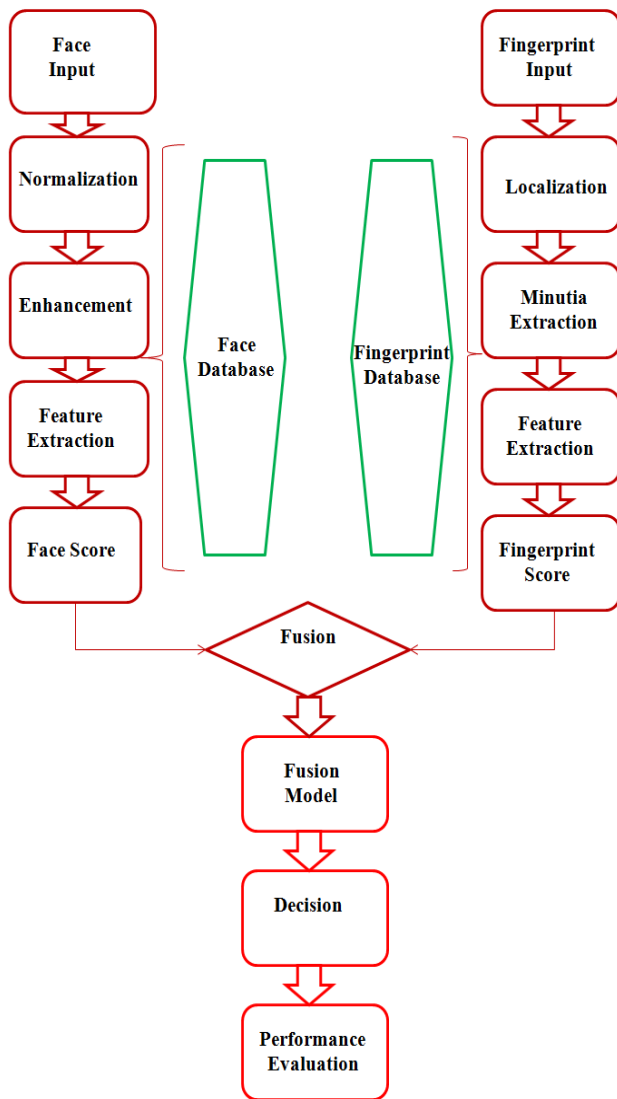 Face
Input
Normalization
Enhancement
Feature
Extraction
Face Score
Face
Database
Fingerprint
Database
Fingerprint
Input
Localization
Minutia
Extraction
Feature
Extraction
Fingerprint
Score
Fusion
Fusion
Model
Decision
Performance
Evaluation